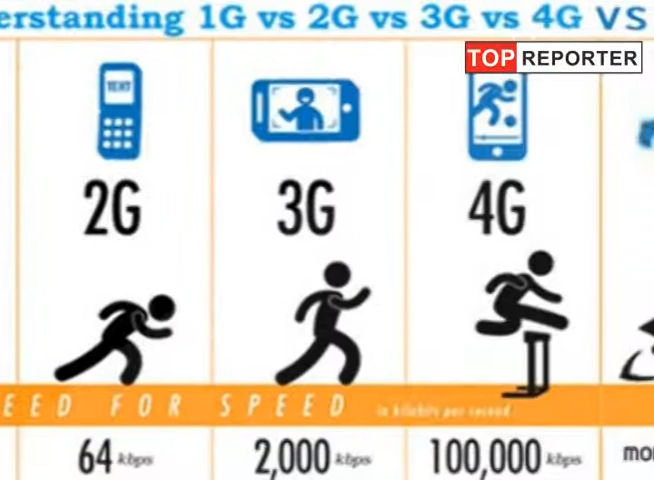 erstanding 1G vs 2G vs 3G vs 4G VS
TOP REPORTER
TEXT
2G
3G
4G
EED FOR SPEED in kilobits per second
64 kbps
2,000 kbps
100,000 kbps
mor